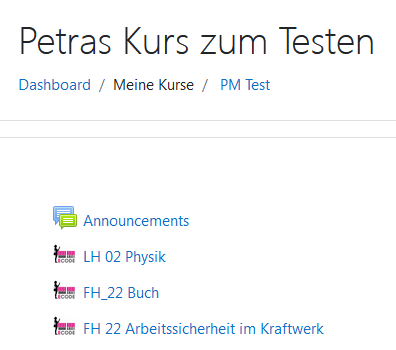 Petras Kurs zum Testen
Dashboard / Meine Kurse / PM Test
Announcements
LH 02 Physik
FH_22 Buch
FH 22 Arbeitssicherheit im Kraftwerk